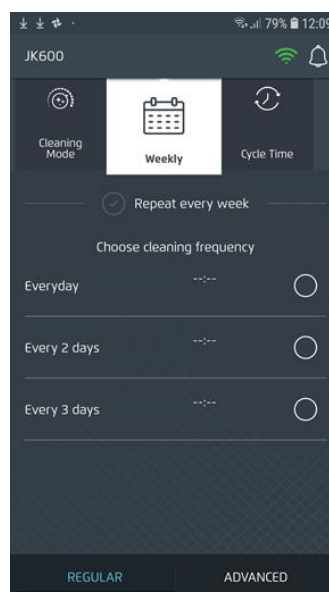 79% 12:09
JK600
Cleaning
Mode
Weekly
Cycle Time
Repeat every week
Choose cleaning frequency
Everyday --:--
Every 2 days --:--
Every 3 days --:--
REGULAR ADVANCED